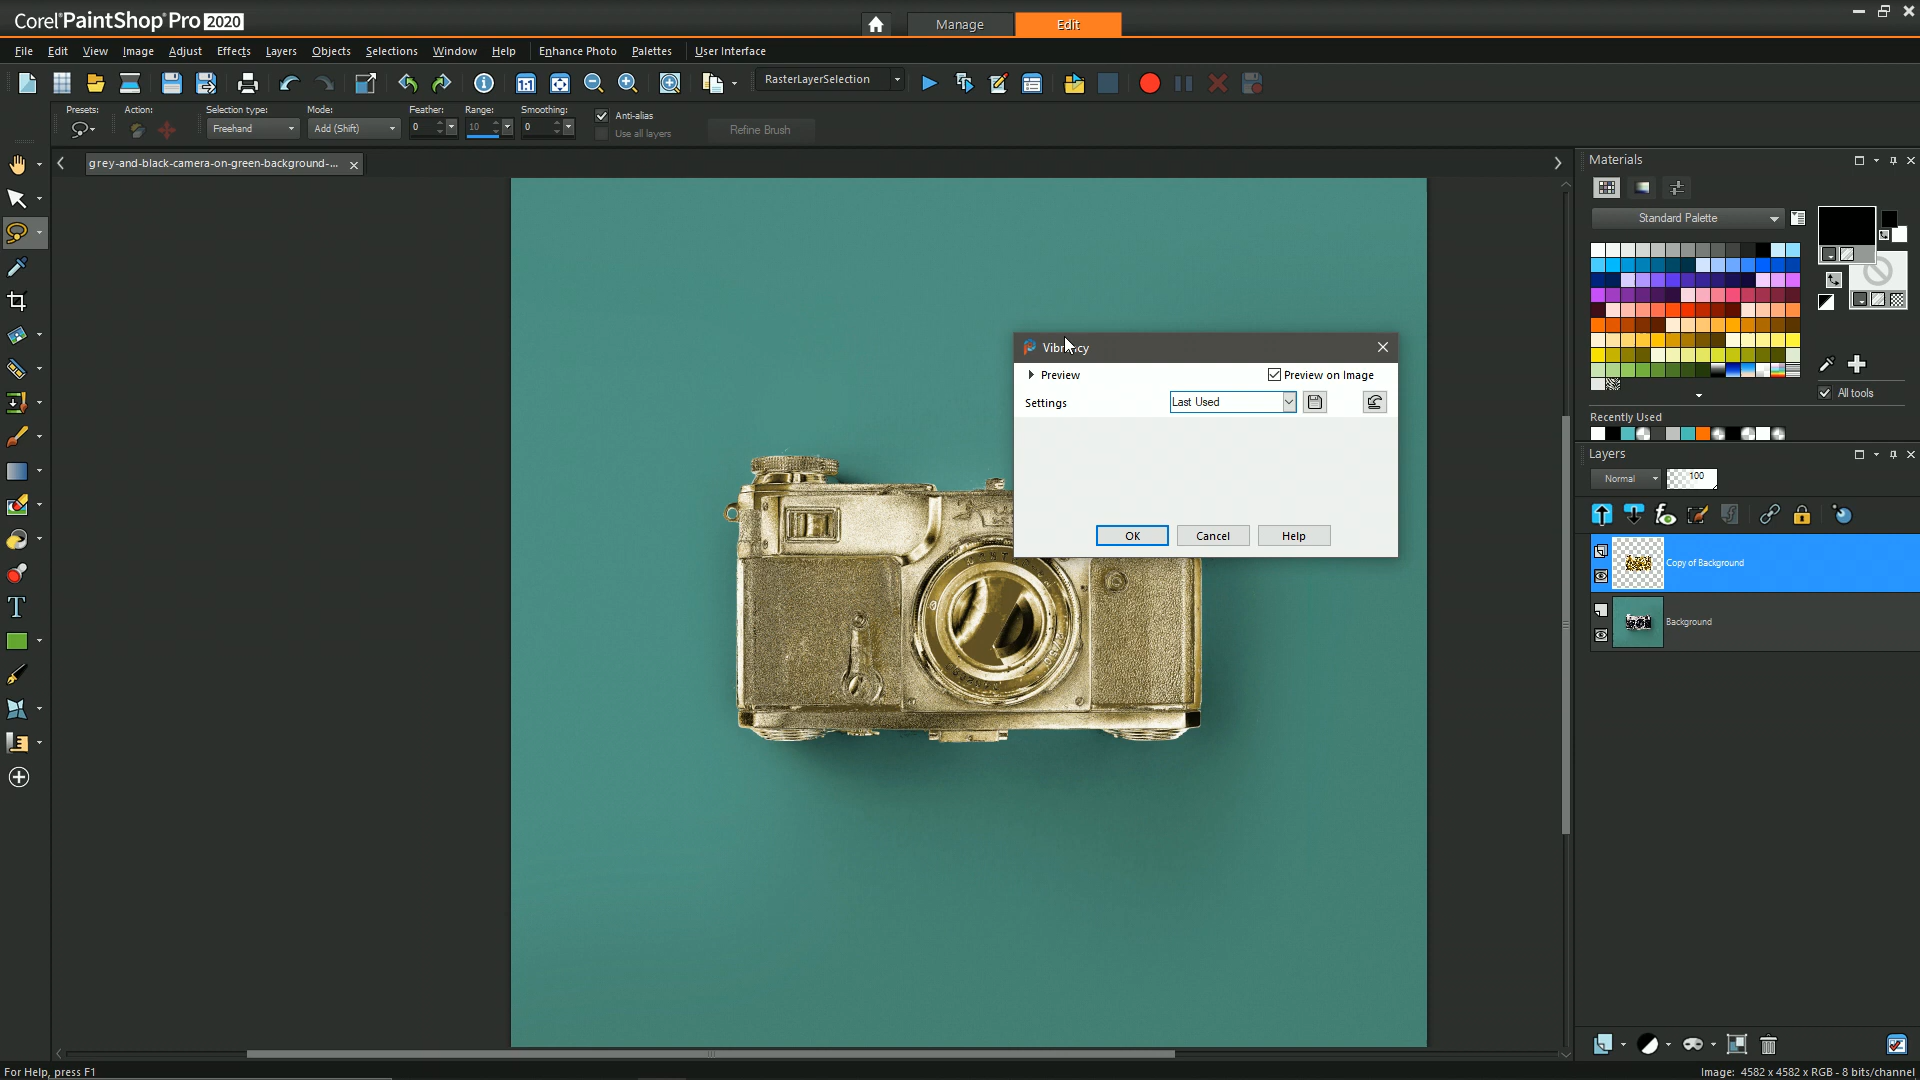 Corel PaintShop Pro 2020
Manage
Edit
File Edit View Image Adjust Effects Layers Objects Selections Window Help Enhance Photo Palettes User Interface
1:1
RasterLayerSelection
Presets: Action: Selection type: Mode: Feather: Range: Smoothing:
Freehand Add (Shift) 0 10 0
Anti-alias
Use all layers
Refine Brush
grey-and-black-camera-on-green-background-...
Materials
Standard Palette
All tools
Recently Used
Layers
Normal 100
Copy of Background
Background
Preview
Preview on Image
Settings
Last Used
OK Cancel Help
For Help, press F1
Image: 4582 x 4582 x RGB - 8 bits/channel